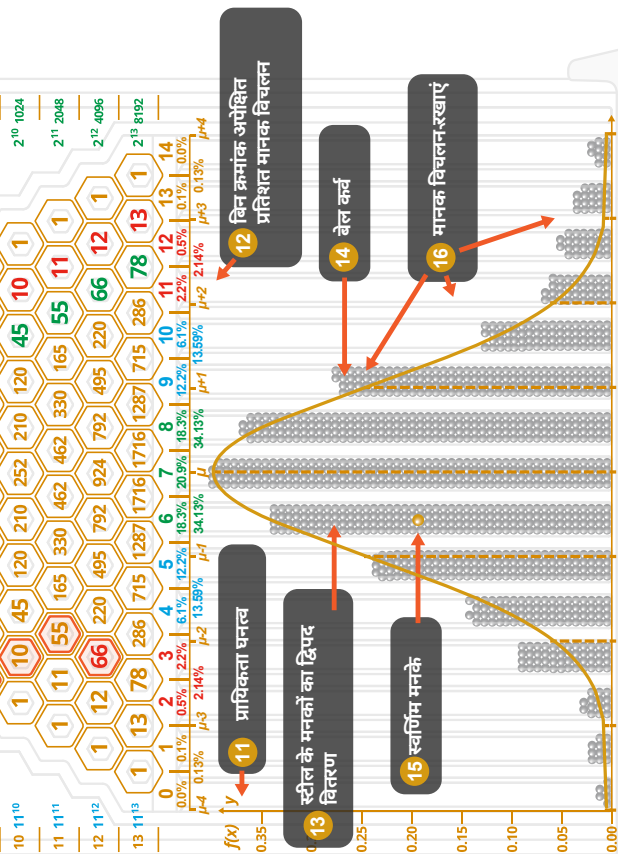 10 11¹⁰ 1 10 45 120 210 252 210 120 45 10 1 2¹⁰ 1024
11 11¹¹ 1 11 55 165 330 462 462 330 165 55 11 1 2¹¹ 2048
12 11¹² 1 12 66 220 495 792 924 792 495 220 66 12 1 2¹² 4096
13 11¹³ 1 13 78 286 715 1287 1716 1716 1287 715 286 78 13 1 2¹³ 8192
0 1 2 3 4 5 6 7 8 9 10 11 12 13 14
0.0% 0.1% 0.5% 2.2% 6.1% 12.2% 18.3% 20.9% 18.3% 12.2% 6.1% 2.2% 0.5% 0.1% 0.0%
0.13% 2.14% 13.59% 34.13% 34.13% 13.59% 2.14% 0.13%
μ-4 μ-3 μ-2 μ-1 μ μ+1 μ+2 μ+3 μ+4
f(x) y
11 प्रायिकता घनत्व
12 बिन क्रमांक अपेक्षित
प्रतिशत मानक विचलन
0.35
13 स्टील के मनकों का द्विपद
वितरण
14 बेल कर्व
0.25
0.20
15 स्वर्णिम मनके
16 मानक विचलन रेखाएं
0.15
0.10
0.05
0.00